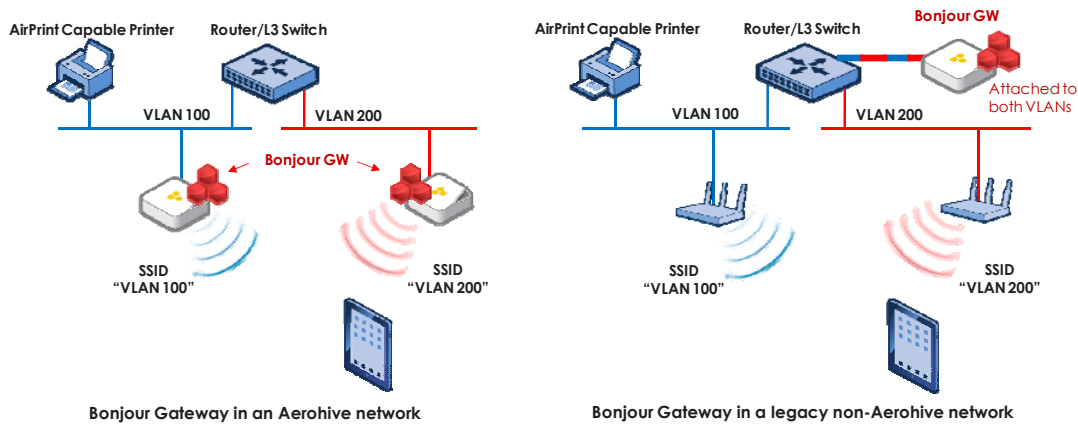 AirPrint Capable Printer
Router/L3 Switch
VLAN 100
VLAN 200
Bonjour GW
SSID
"VLAN 100"
SSID
"VLAN 200"
Bonjour Gateway in an Aerohive network
AirPrint Capable Printer
Router/L3 Switch
Bonjour GW
Attached to
both VLANs
VLAN 100
VLAN 200
SSID
"VLAN 100"
SSID
"VLAN 200"
Bonjour Gateway in a legacy non-Aerohive network